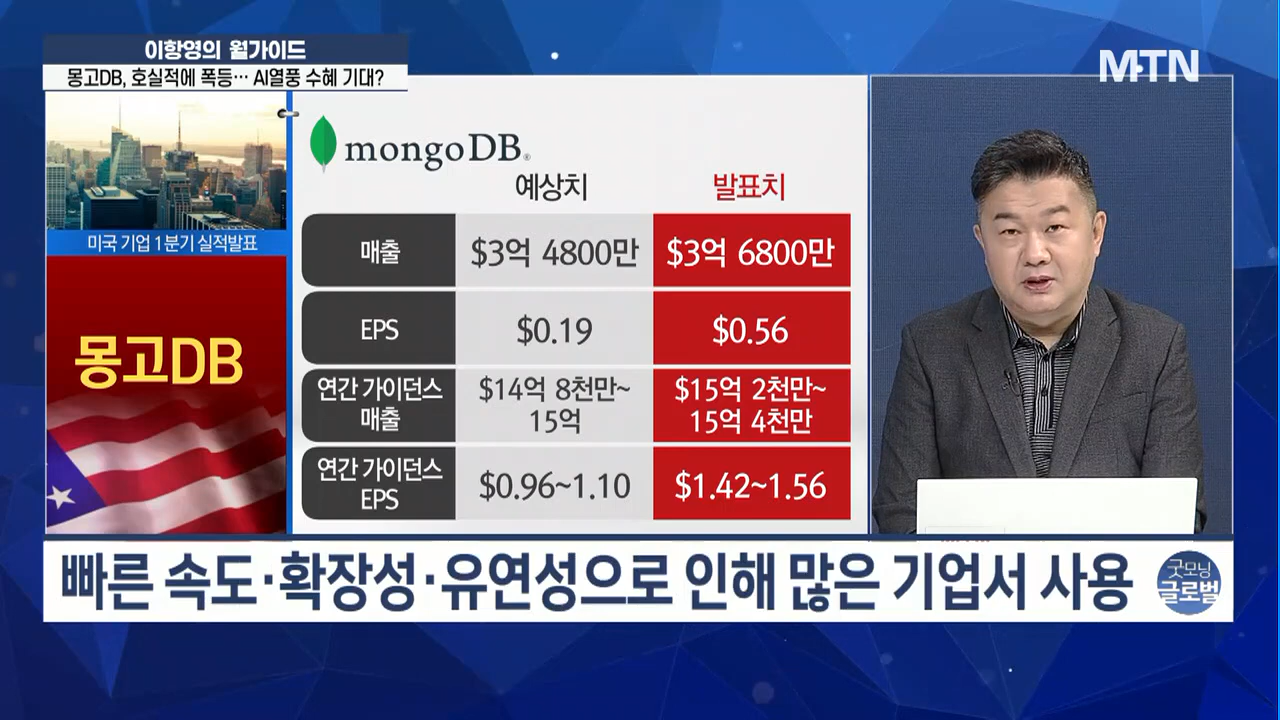 이항영의 월가이드
몽고DB, 호실적에 폭등… AI열풍 수혜 기대?
MTN
미국 기업 1분기 실적발표
몽고DB
mongoDB®
예상치 발표치
매출 $3억 4800만 $3억 6800만
EPS $0.19 $0.56
연간 가이던스 매출 $14억 8천만~ 15억 $15억 2천만~ 15억 4천만
연간 가이던스 EPS $0.96~1.10 $1.42~1.56
빠른 속도·확장성·유연성으로 인해 많은 기업서 사용
굿모닝
글로벌